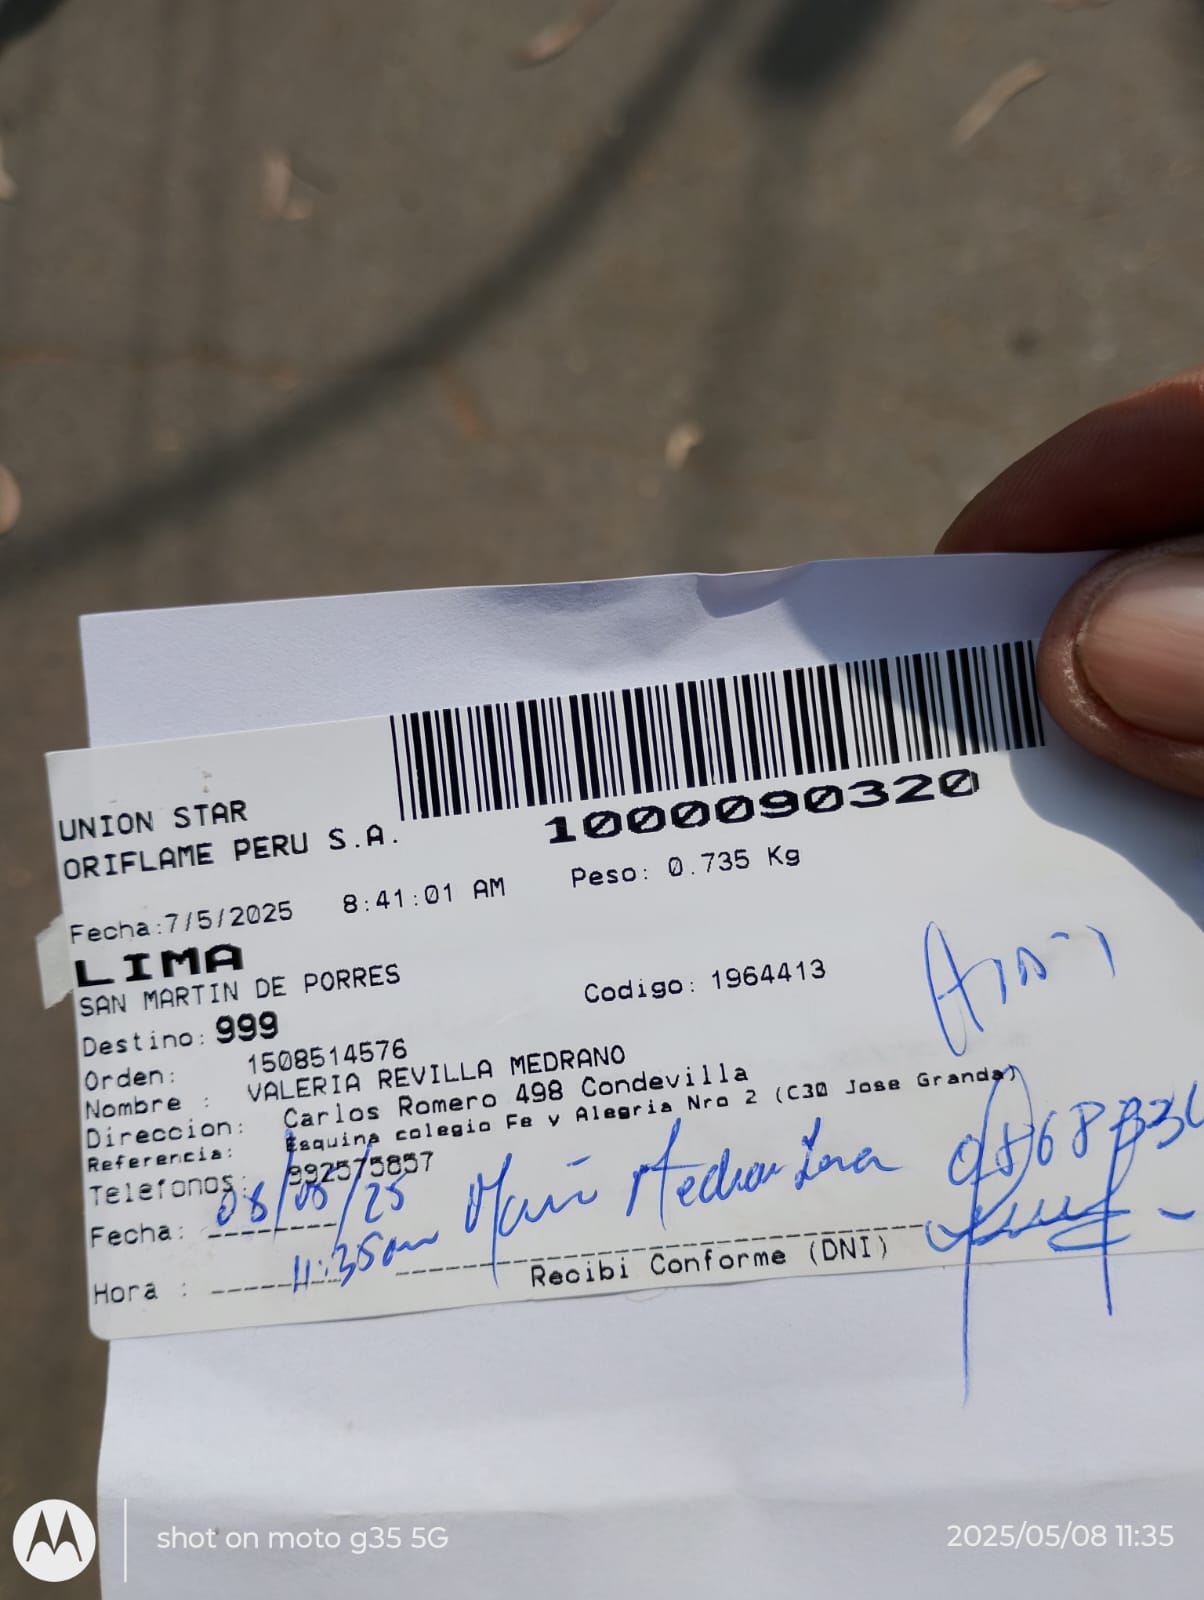 1000090320
UNION STAR
ORIFLAME PERU S.A.
Fecha:7/5/2025 8:41:01 AM Peso: 0.735 Kg
LIMA
SAN MARTIN DE PORRES
Codigo: 1964413
Destino: 999
Orden: 1508514576
Nombre : VALERIA REVILLA MEDRANO
Direccion: Carlos Romero 498 Condevilla
Referencia: Esquina colegio Fe y Alegria Nro 2 (C30 Jose Granda)
Telefonos: 992575857
Fecha: 08/05/25
Hora : 11:35am
Recibi Conforme (DNI)
shot on moto g35 5G
2025/05/08 11:35